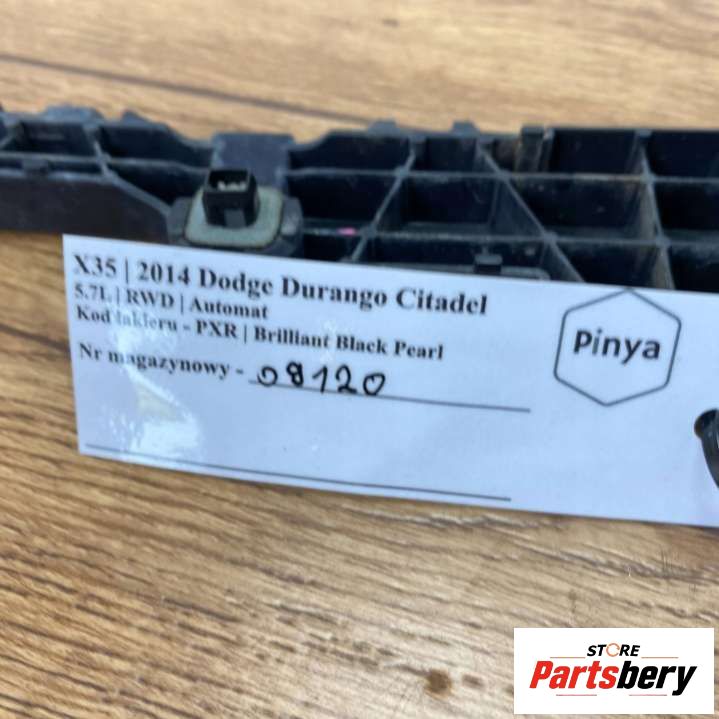 X35 | 2014 Dodge Durango Citadel
5.7L | RWD | Automat
Kod lakieru - PXR | Brilliant Black Pearl
Nr magazynowy - 08120
Pinya
STORE
Partsbery